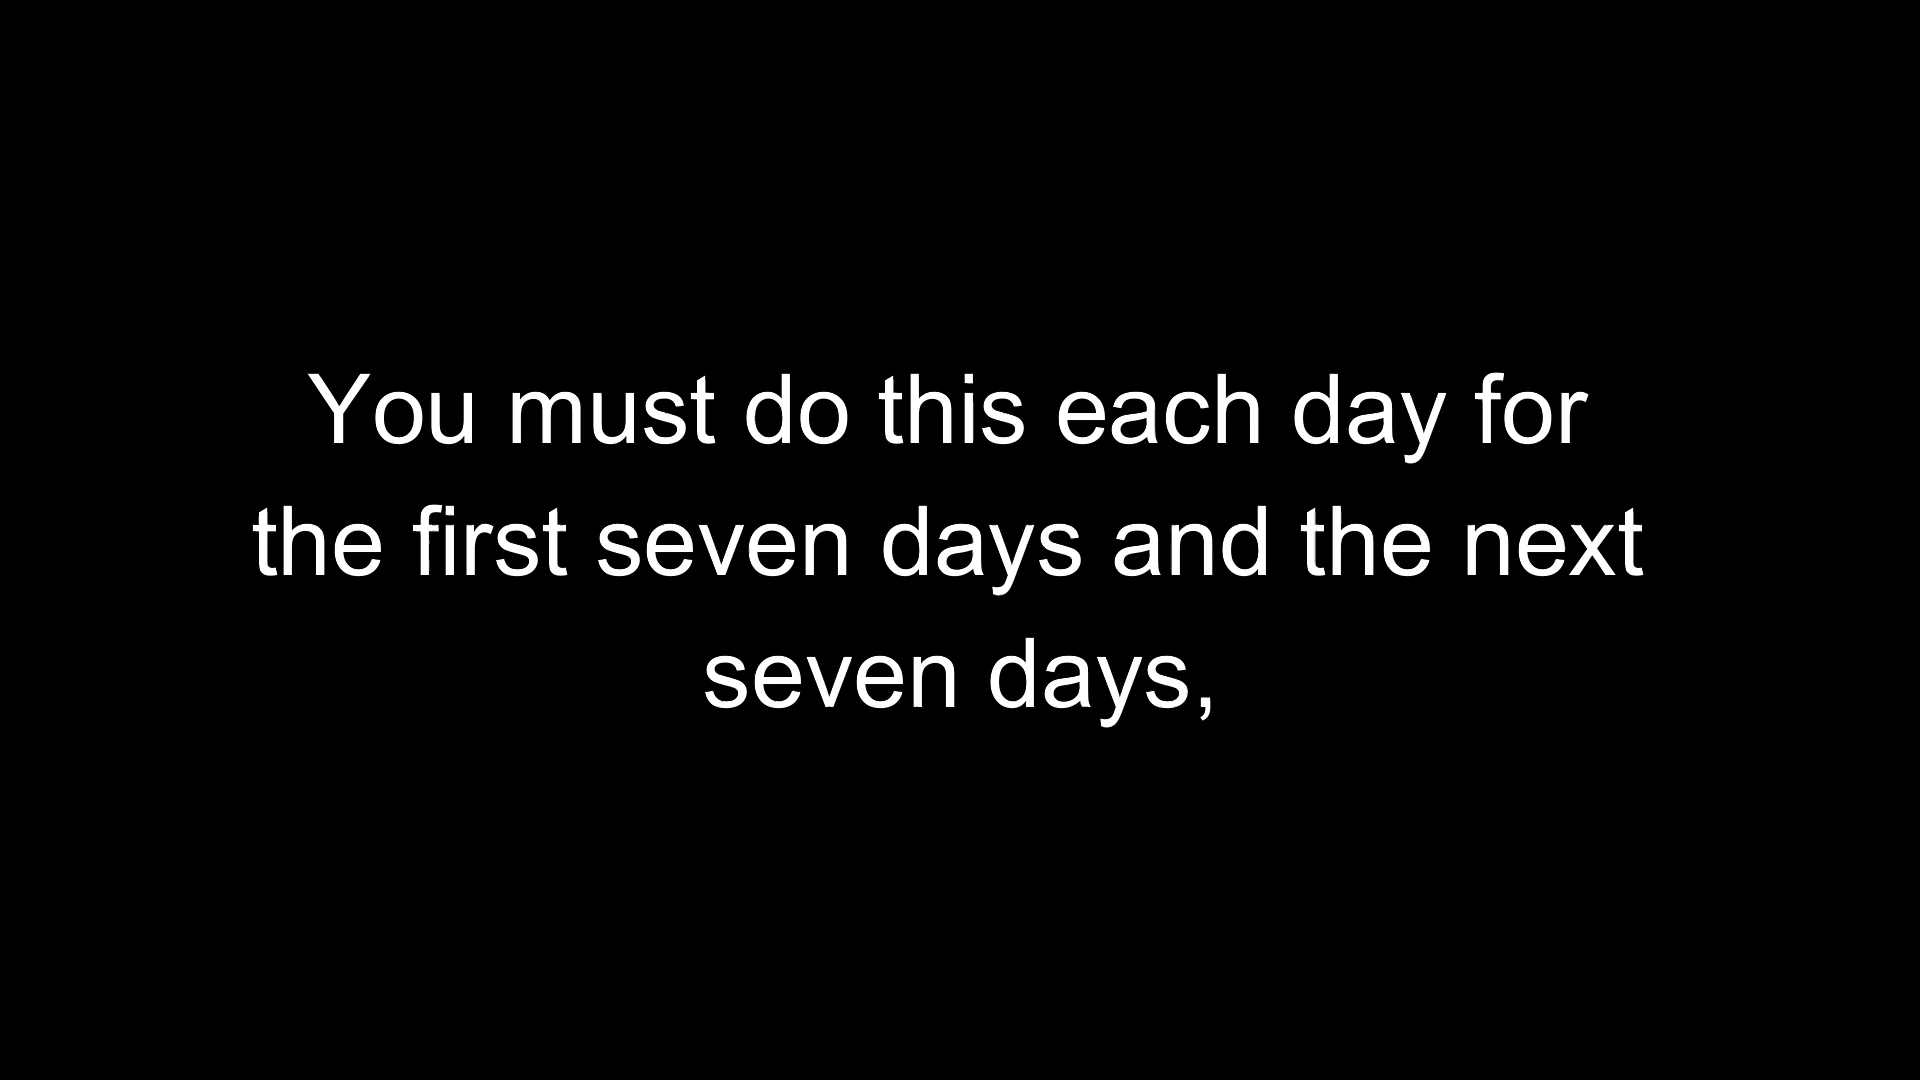 You must do this each day for
the first seven days and the next
seven days,